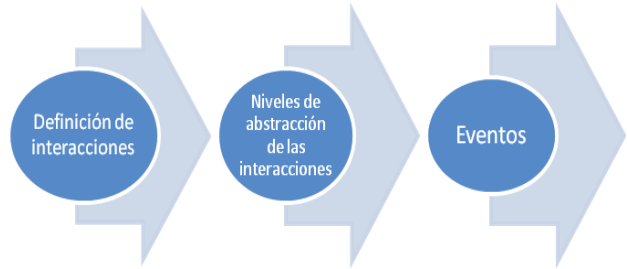 Definición de
interacciones
Niveles de
abstracción
de las
interacciones
Eventos